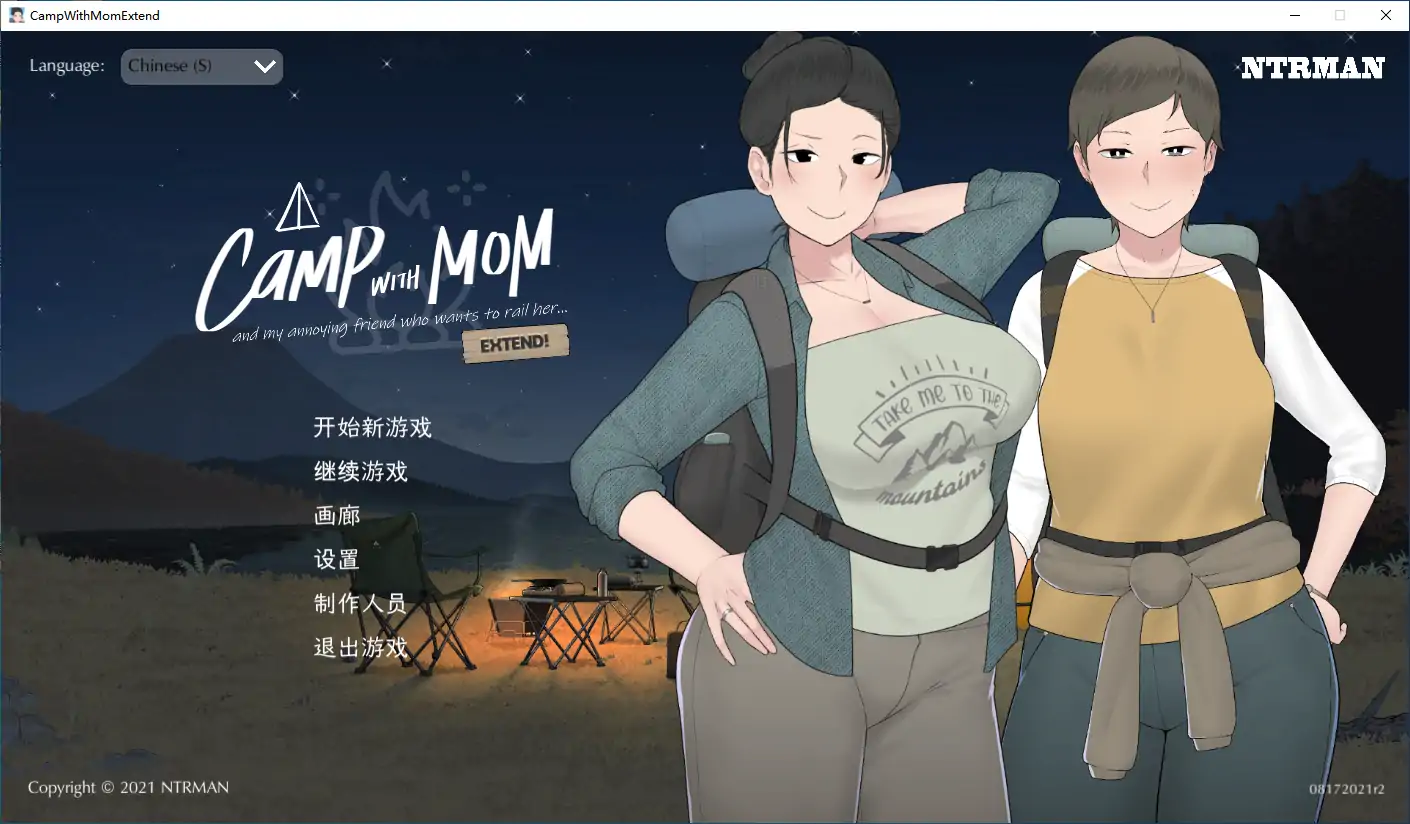 CampWithMomExtend
Language:
Chinese (S)
NTRMAN
CAMP WITH MOM
and my annoying friend who wants to rail her...
EXTEND!
TAKE ME TO THE
mountains
开始新游戏
继续游戏
画廊
设置
制作人员
退出游戏
Copyright © 2021 NTRMAN
08172021r2